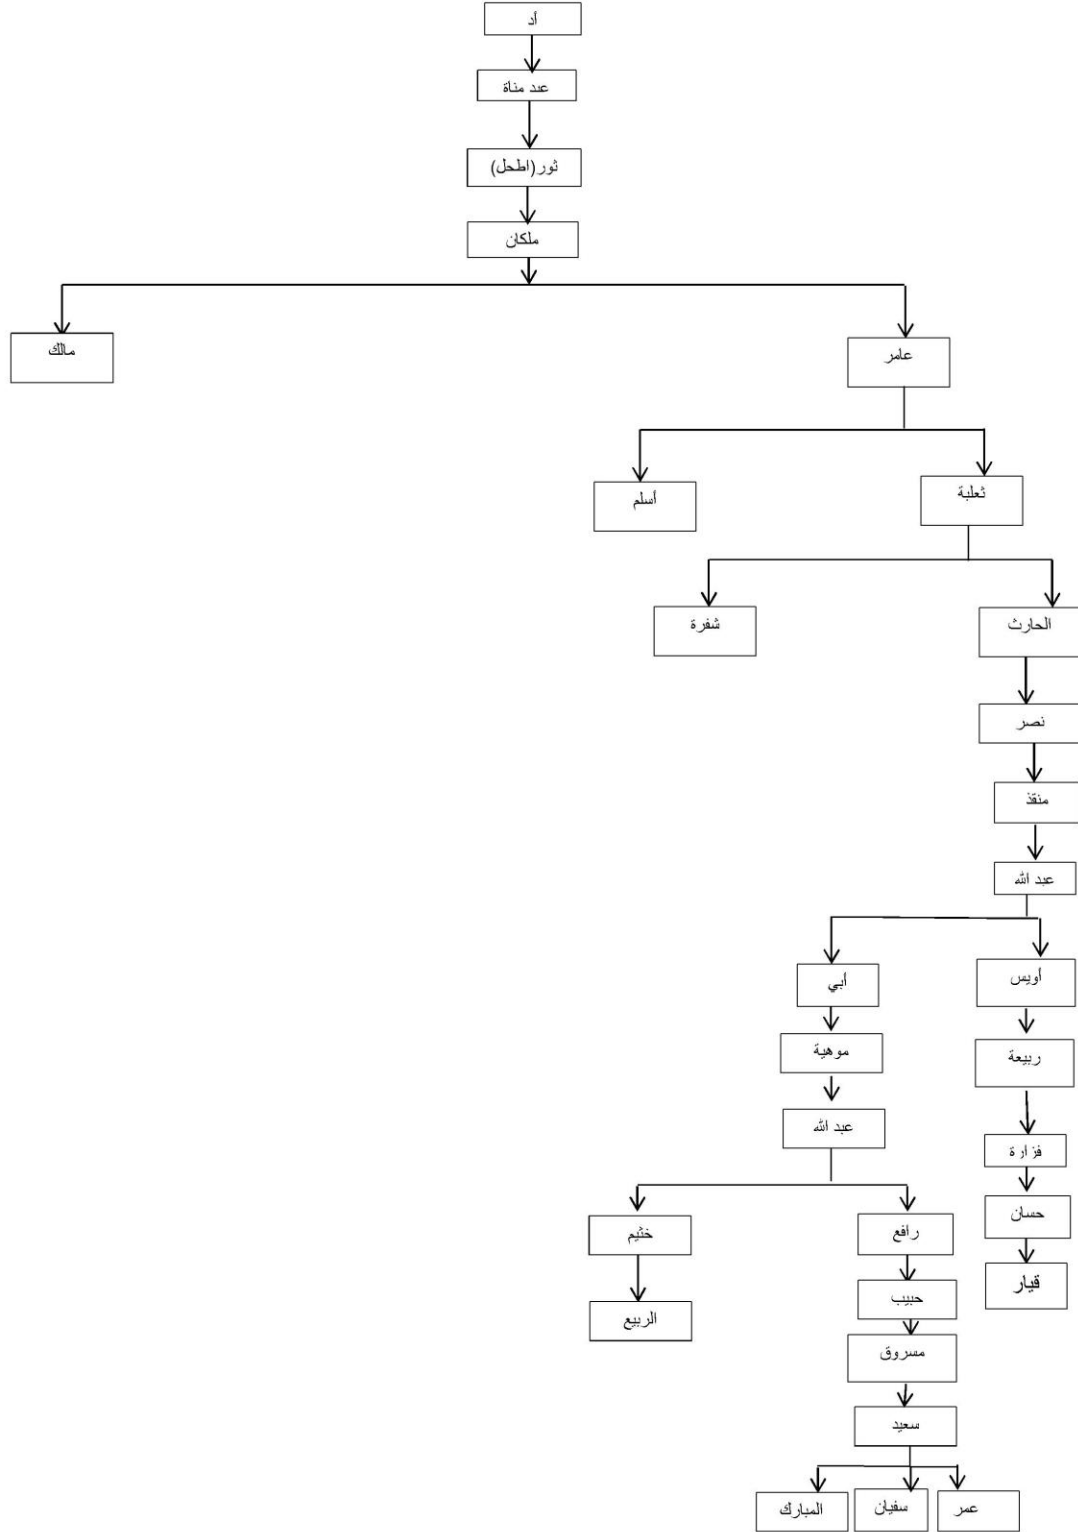 أد
عبد مناة
ثور(اطحل)
ملكان
عامر
مالك
ثعلبة
أسلم
الحارث
شفرة
نصر
منقذ
عبد الله
أويس
أبي
ربيعة
موهية
عبد الله
فزارة
حسان
رافع
خثيم
قيار
حبيب
الربيع
مسروق
سعيد
عمر
سفيان
المبارك